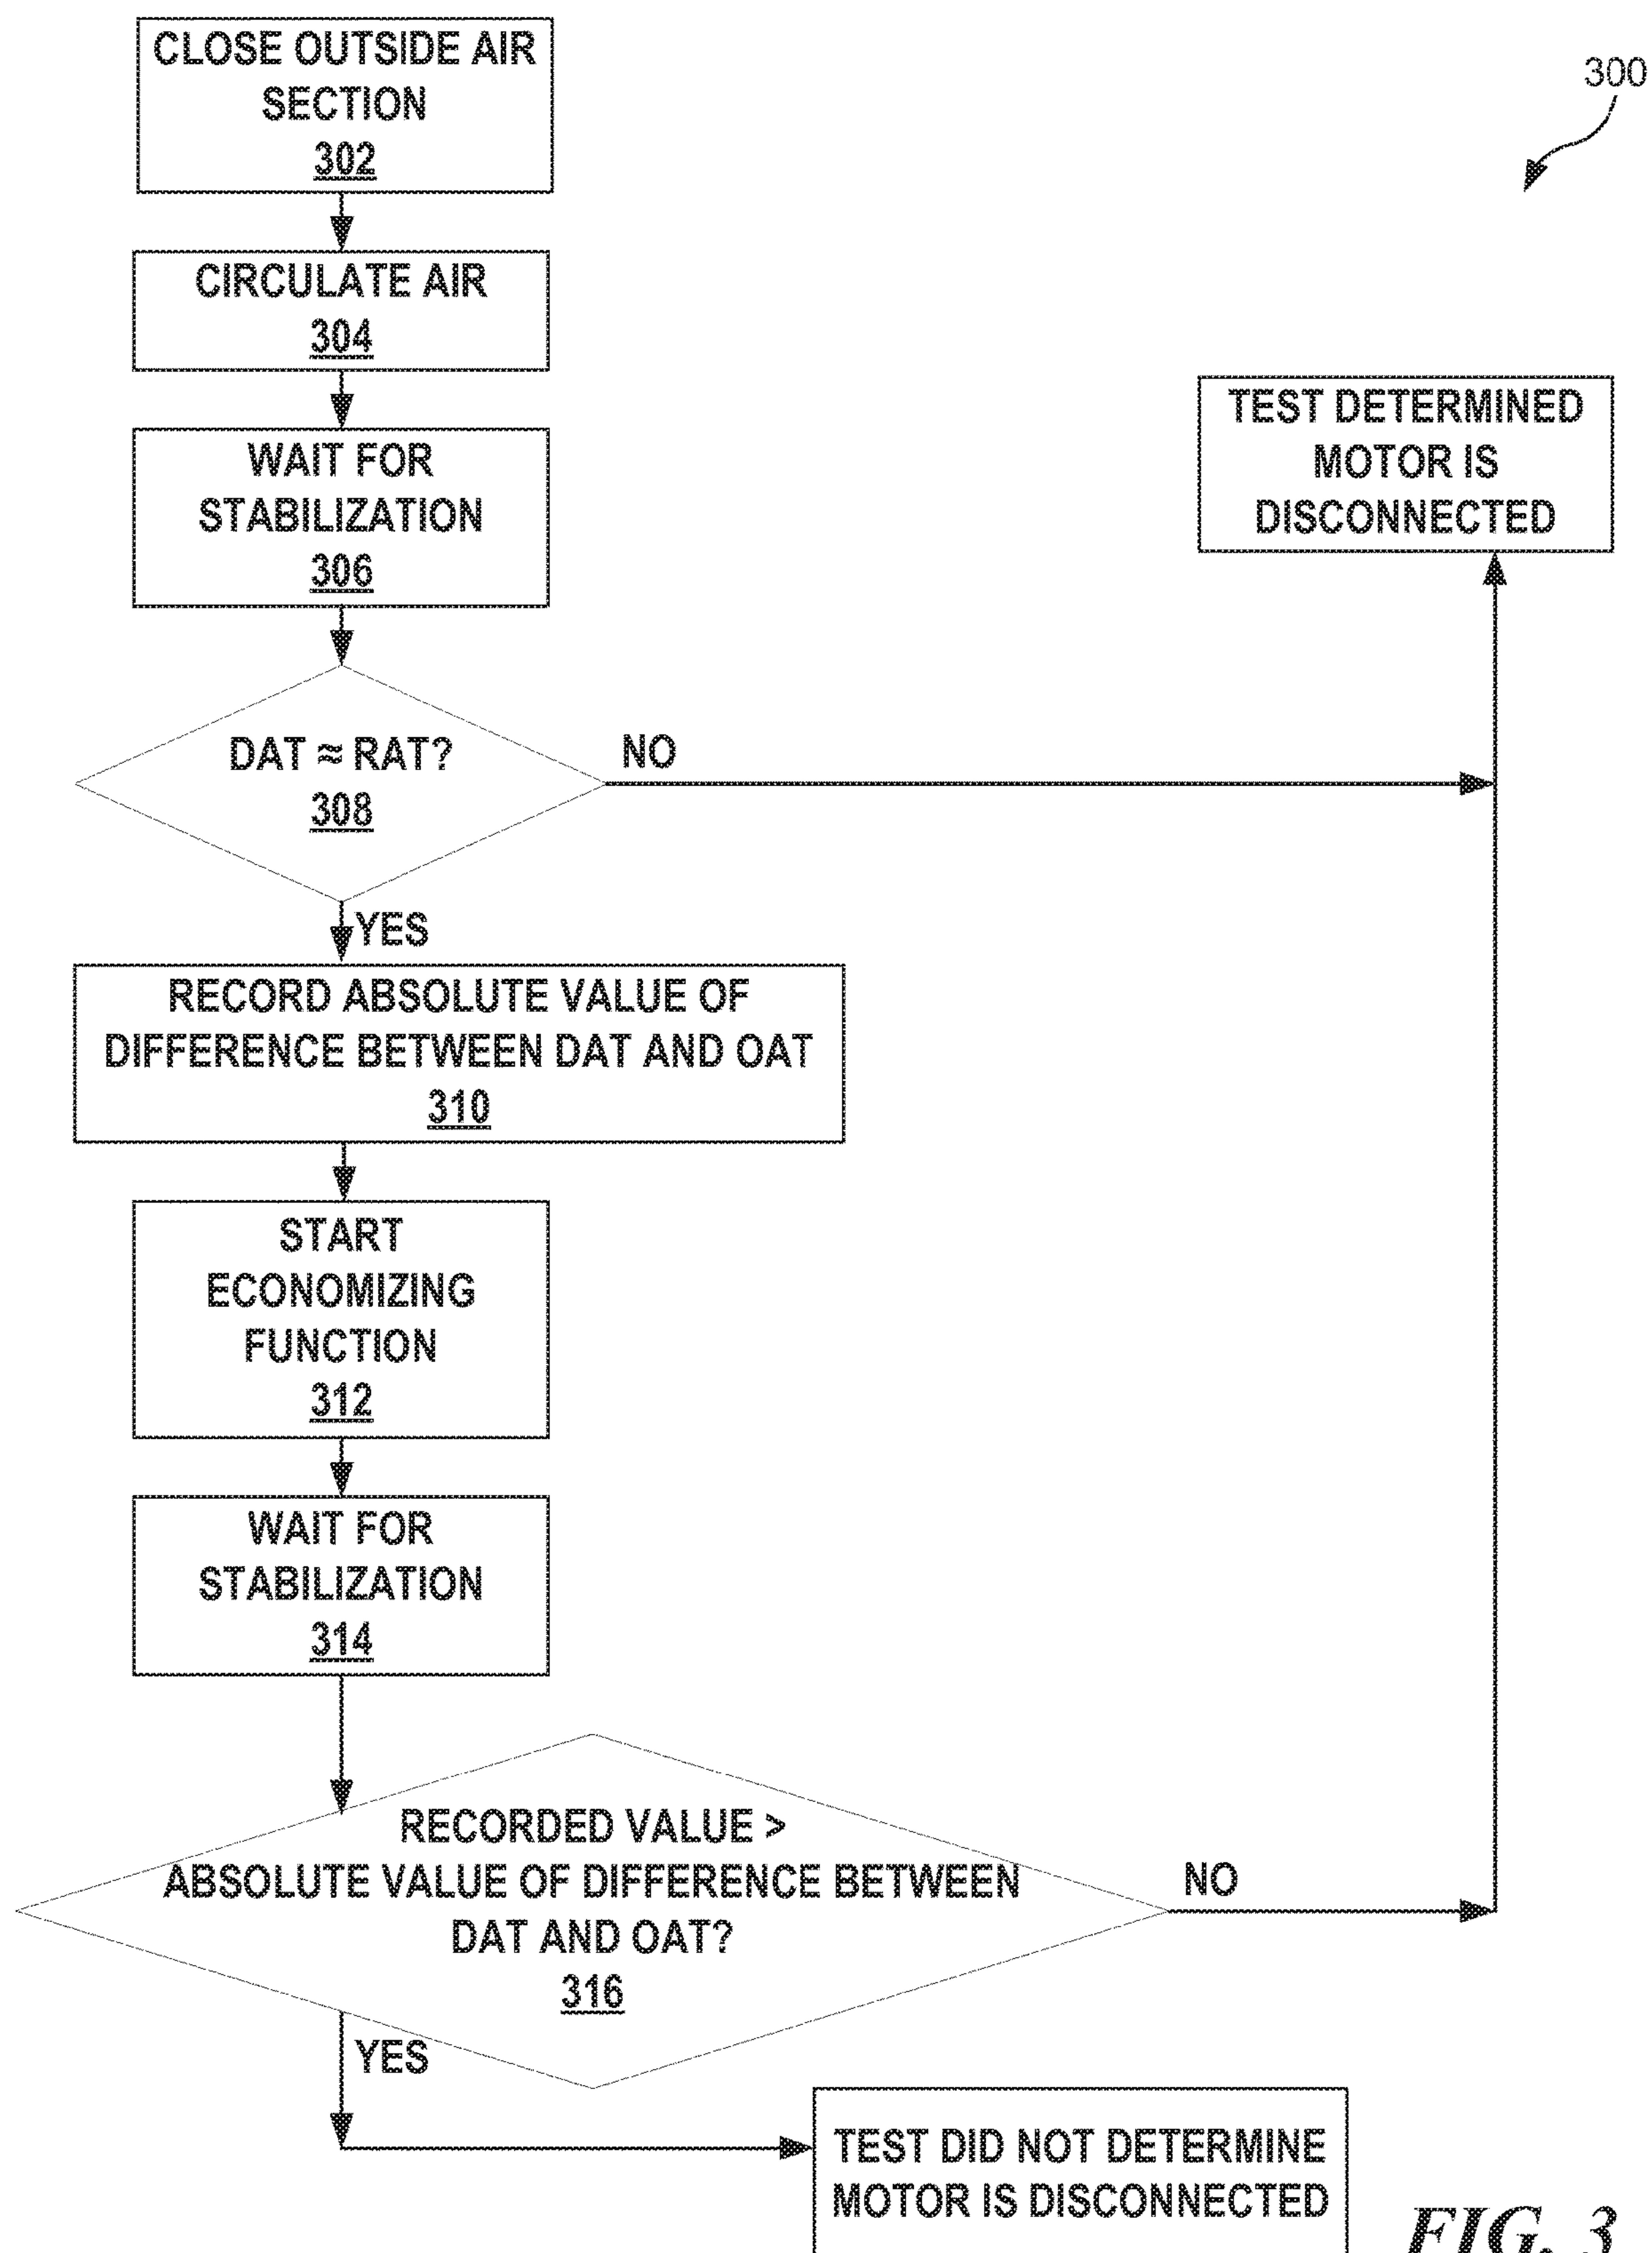 CLOSE OUTSIDE AIR
SECTION
302
300
CIRCULATE AIR
304
WAIT FOR
STABILIZATION
306
TEST DETERMINED
MOTOR IS
DISCONNECTED
DAT ≈ RAT?
308
NO
YES
RECORD ABSOLUTE VALUE OF
DIFFERENCE BETWEEN DAT AND OAT
310
START
ECONOMIZING
FUNCTION
312
WAIT FOR
STABILIZATION
314
RECORDED VALUE >
ABSOLUTE VALUE OF DIFFERENCE BETWEEN
DAT AND OAT?
316
NO
YES
TEST DID NOT DETERMINE
MOTOR IS DISCONNECTED
FIG. 3